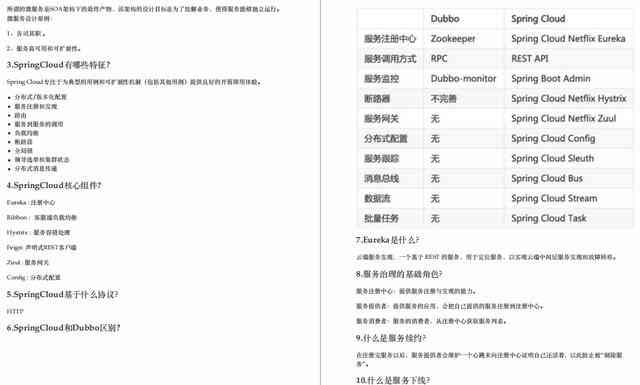 所谓的微服务是SOA架构下的最终产物，该架构的设计目标是为了肢解业务，使得服务能够独立运行。
微服务设计原则：
1、各司其职。
2、服务高可用和可扩展性。
3.SpringCloud有哪些特征？
Spring Cloud专注于为典型的用例和可扩展性机制（包括其他用例）提供良好的开箱即用体验。
分布式/版本化配置
服务注册和发现
路由
服务到服务的调用
负载均衡
断路器
全局锁
领导选举和集群状态
分布式消息传递
4.SpringCloud核心组件？
Eureka : 注册中心
Ribbon : 客服端负载均衡
Hystrix : 服务容错处理
Feign: 声明式REST客户端
Zuul : 服务网关
Config : 分布式配置
5.SpringCloud基于什么协议？
HTTP
6.SpringCloud和Dubbo区别？
Dubbo Spring Cloud
服务注册中心 Zookeeper Spring Cloud Netflix Eureka
服务调用方式 RPC REST API
服务监控 Dubbo-monitor Spring Boot Admin
断路器 不完善 Spring Cloud Netflix Hystrix
服务网关 无 Spring Cloud Netflix Zuul
分布式配置 无 Spring Cloud Config
服务跟踪 无 Spring Cloud Sleuth
消息总线 无 Spring Cloud Bus
数据流 无 Spring Cloud Stream
批量任务 无 Spring Cloud Task
7.Eureka是什么？
云端服务发现，一个基于 REST 的服务，用于定位服务，以实现云端中间层服务发现和故障转移。
8.服务治理的基础角色？
服务注册中心：提供服务注册与发现的能力。
服务提供者：提供服务的应用，会把自己提供的服务注册到注册中心。
服务消费者：服务的消费者，从注册中心获取服务列表。
9.什么是服务续约？
在注册完服务以后，服务提供者会维护一个心跳来向注册中心证明自己还活着，以此防止被“剔除服
务”。
10.什么是服务下线？